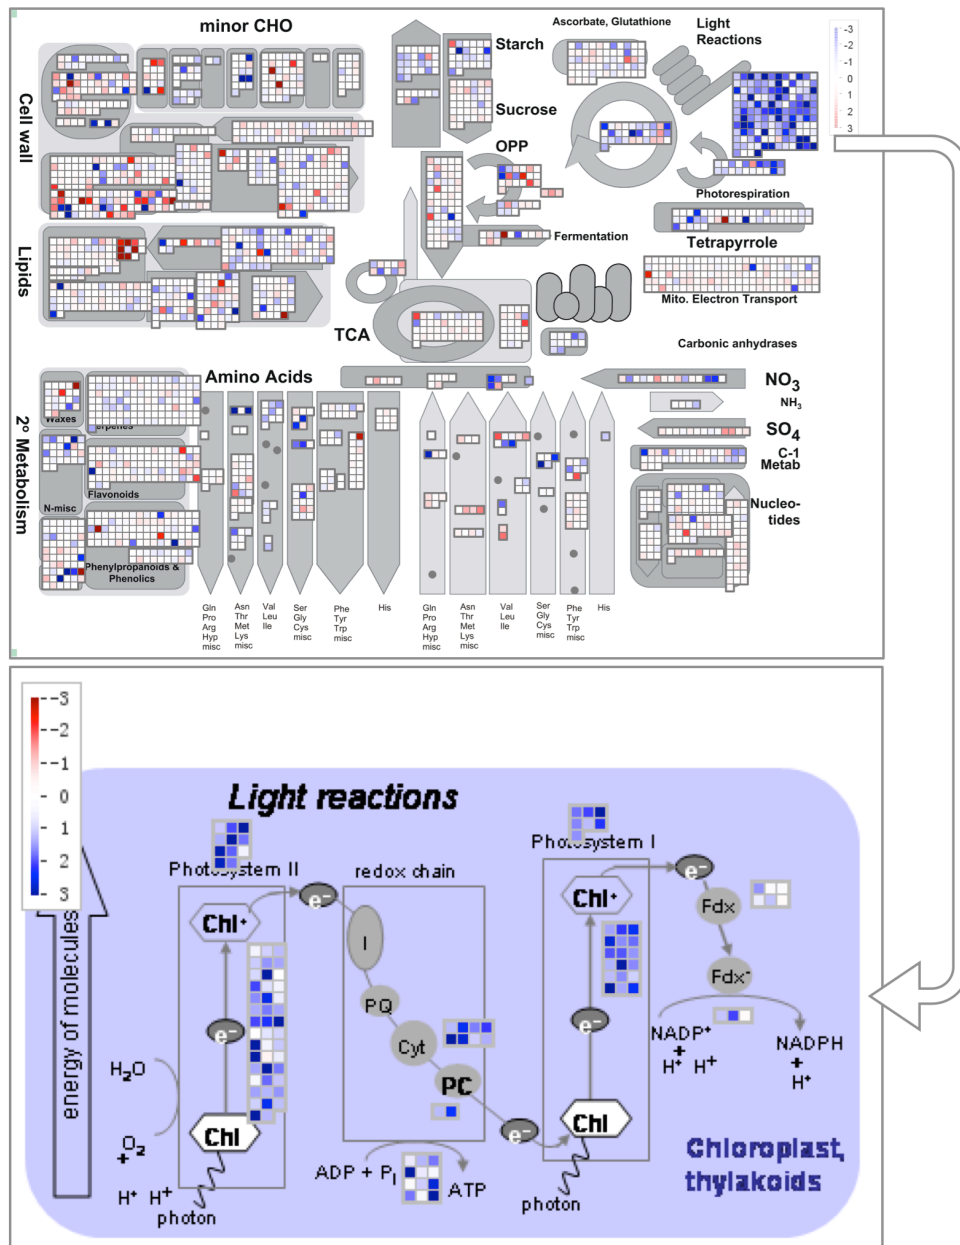 minor CHO
Ascorbate, Glutathione
Light
Reactions
-3
-2
-1
0
1
2
3
Starch
Sucrose
Cell wall
OPP
Photorespiration
Fermentation
Tetrapyrrole
Lipids
Mito. Electron Transport
TCA
Carbonic anhydrases
Amino Acids
NO3
NH3
SO4
C-1
Metab
Waxes
Flavonoids
N-misc
2° Metabolism
Nucleo-
tides
Phenylpropanoids &
Phenolics
Gln
Pro
Arg
Hyp
misc
Asn
Thr
Met
Lys
misc
Val
Leu
Ile
Ser
Gly
Cys
misc
Phe
Tyr
Trp
misc
His
Gln
Pro
Arg
Hyp
misc
Asn
Thr
Met
Lys
misc
Val
Leu
Ile
Ser
Gly
Cys
misc
Phe
Tyr
Trp
misc
His
-3
-2
-1
0
1
2
3
Light reactions
Photosystem II
redox chain
Photosystem I
Chl+
e-
I
PQ
Cyt
PC
e-
Chl
e-
Chl+
e-
Fdx
Fdx-
e-
Chl
NADP+
+
H+ H+
NADPH
+
H+
energy of molecules
H2O
O2
+
H+ H+
photon
ADP + Pi
ATP
photon
Chloroplast,
thylakoids